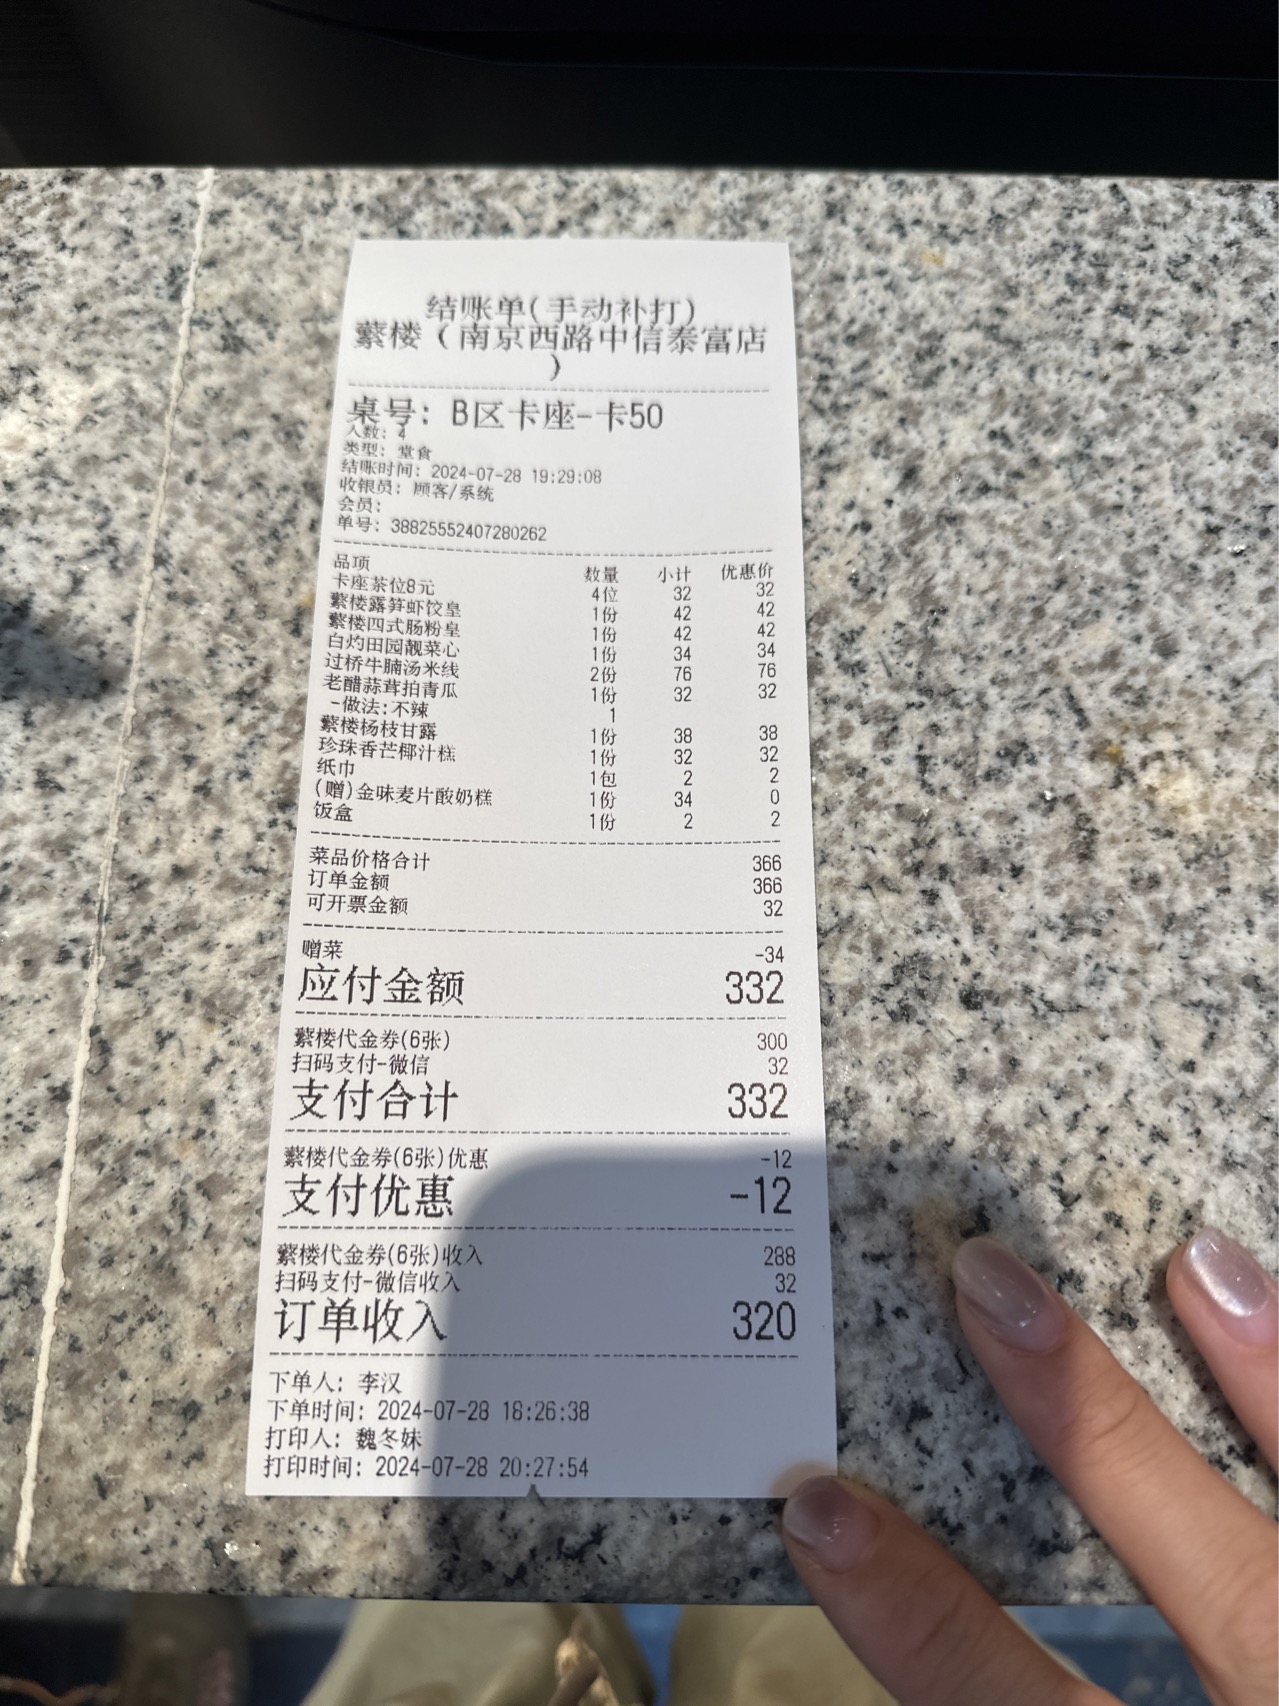 结账单(手动补打)
蘩楼（南京西路中信泰富店
）
桌号: B区卡座-卡50
人数: 4
类型: 堂食
结账时间: 2024-07-28 19:29:08
收银员: 顾客/系统
会员:
单号: 38825552407280262
品项 数量 小计 优惠价
卡座茶位8元 4位 32 32
蘩楼露笋虾饺皇 1份 42 42
蘩楼四式肠粉皇 1份 42 42
白灼田园靓菜心 1份 34 34
过桥牛腩汤米线 2份 76 76
老醋蒜茸拍青瓜 1份 32 32
-做法:不辣 1
蘩楼杨枝甘露 1份 38 38
珍珠香芒椰汁糕 1份 32 32
纸巾 1包 2 2
(赠)金味麦片酸奶糕 1份 34 0
饭盒 1份 2 2
菜品价格合计 366
订单金额 366
可开票金额 32
赠菜 -34
应付金额 332
蘩楼代金券(6张) 300
扫码支付-微信 32
支付合计 332
蘩楼代金券(6张)优惠 -12
支付优惠 -12
蘩楼代金券(6张)收入 288
扫码支付-微信收入 32
订单收入 320
下单人: 李汉
下单时间: 2024-07-28 18:26:38
打印人: 魏冬妹
打印时间: 2024-07-28 20:27:54